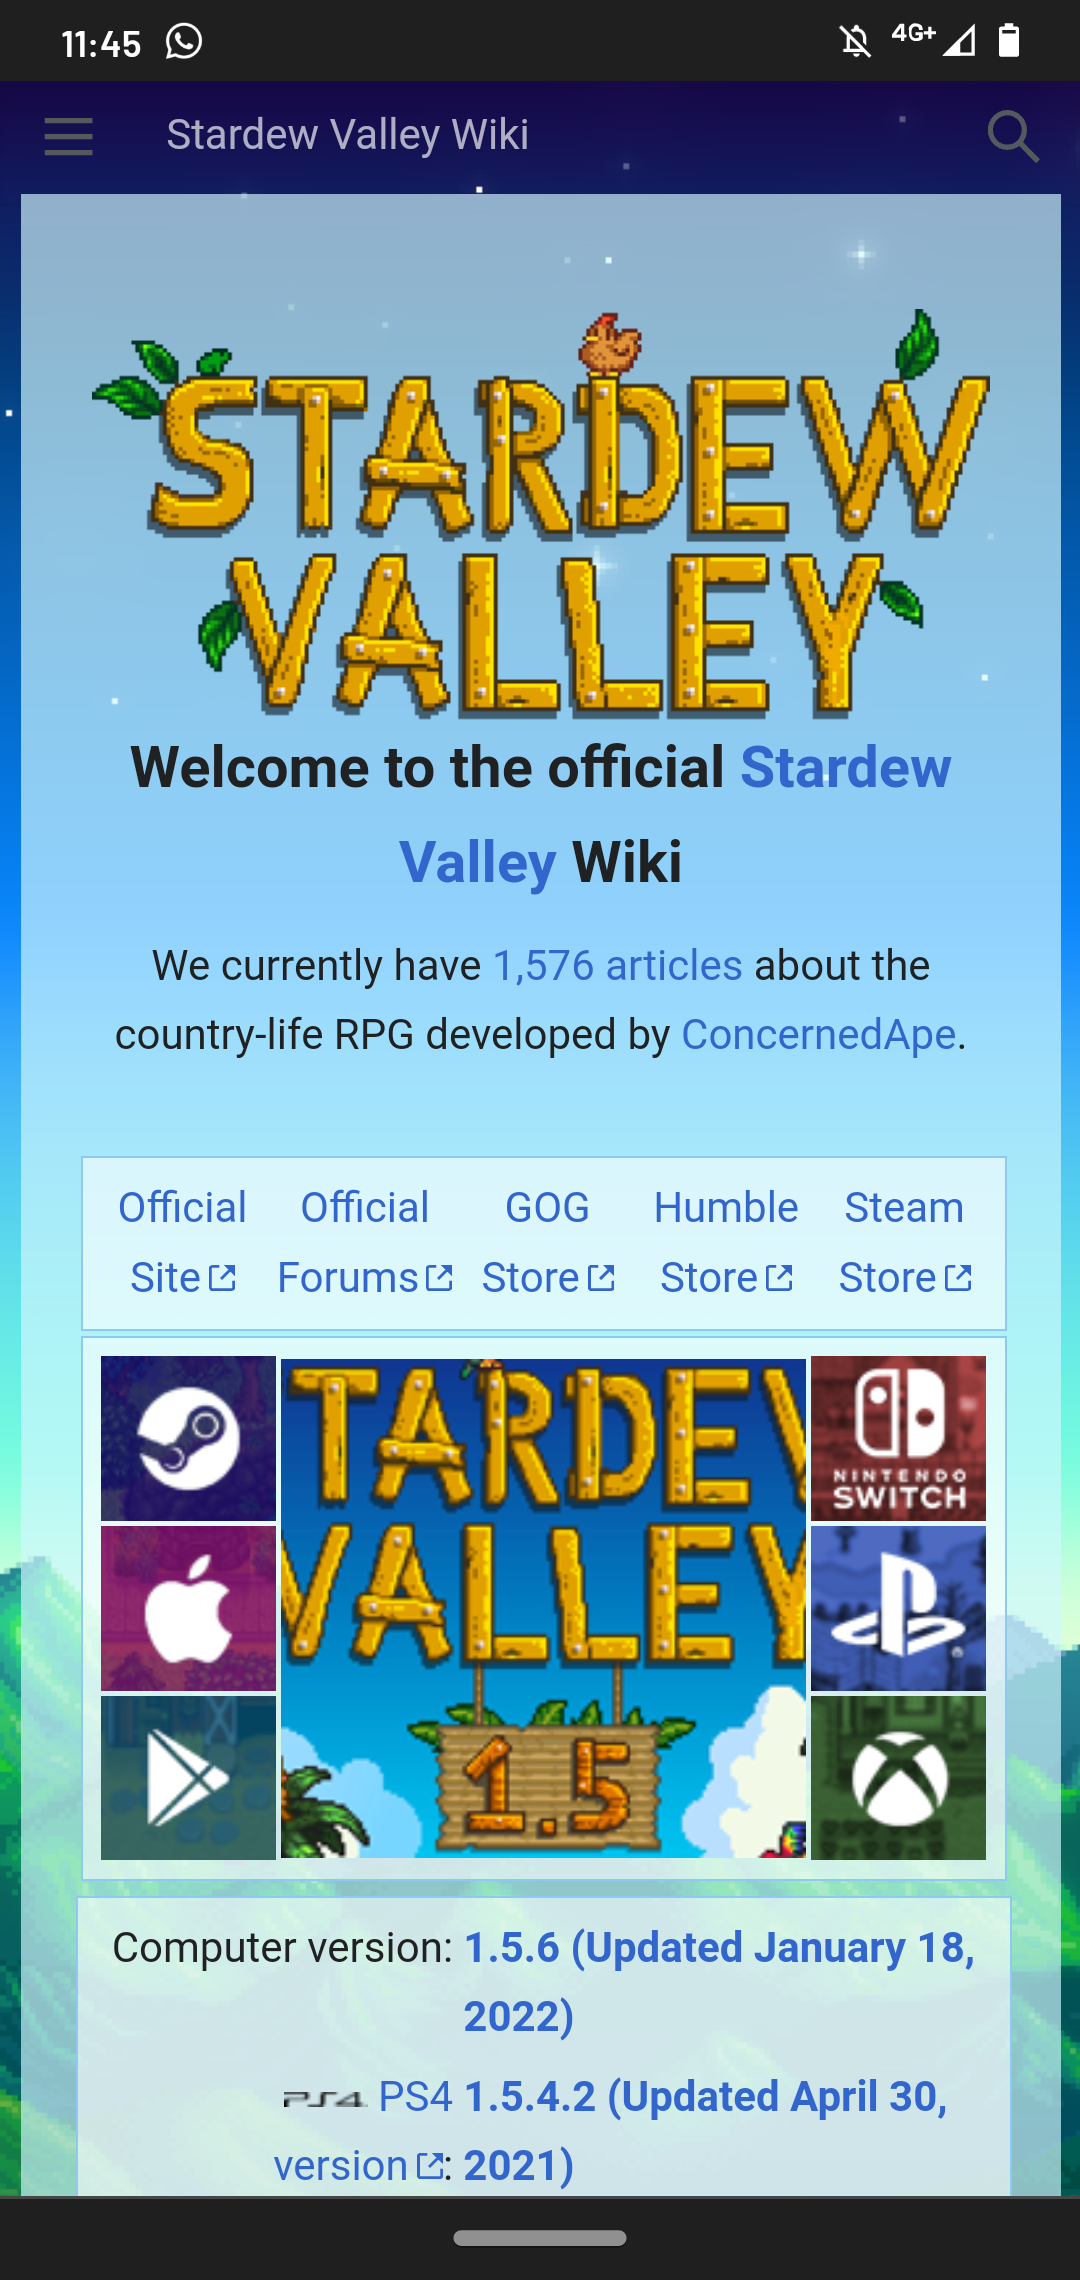 11:45 4G+
Stardew Valley Wiki
STARDEW
VALLEY
Welcome to the official Stardew
Valley Wiki
We currently have 1,576 articles about the
country-life RPG developed by ConcernedApe.
Official Official GOG Humble Steam
Site Forums Store Store Store
TARDEW
VALLEY
1.5
NINTENDO
SWITCH
Computer version: 1.5.6 (Updated January 18,
2022)
PS4 PS4 1.5.4.2 (Updated April 30,
version: 2021)